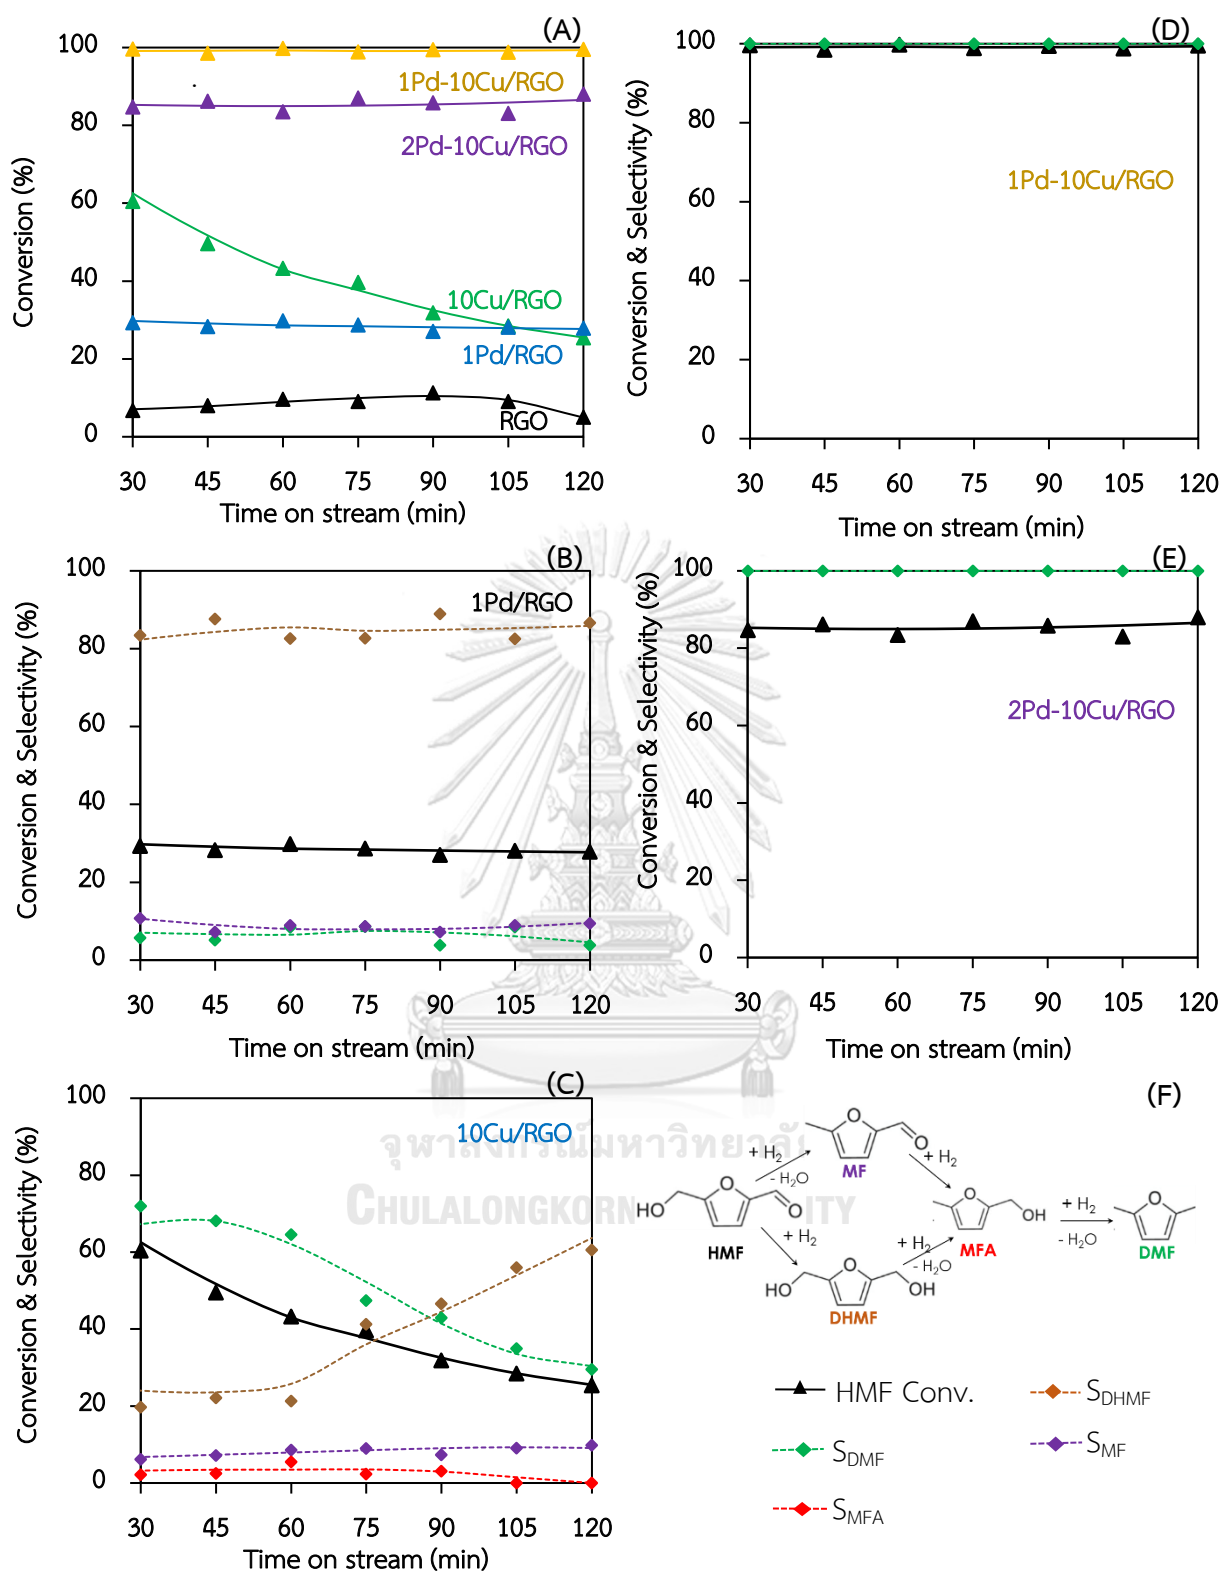 (A)
100
80
60
40
20
0
Conversion (%)
1Pd-10Cu/RGO
2Pd-10Cu/RGO
10Cu/RGO
1Pd/RGO
RGO
30 45 60 75 90 105 120
Time on stream (min)
(D)
100
80
60
40
20
0
Conversion & Selectivity (%)
1Pd-10Cu/RGO
30 45 60 75 90 105 120
Time on stream (min)
(B)
100
80
60
40
20
0
Conversion & Selectivity (%)
1Pd/RGO
30 45 60 75 90 105 120
Time on stream (min)
(E)
100
80
60
40
20
0
Conversion & Selectivity (%)
2Pd-10Cu/RGO
30 45 60 75 90 105 120
Time on stream (min)
(C)
100
80
60
40
20
0
Conversion & Selectivity (%)
10Cu/RGO
30 45 60 75 90 105 120
Time on stream (min)
จุฬาลงกรณ์มหาวิทยาลั
CHULALONGKORN ITY
(F)
O
O
MF
+ H₂
- H₂O
+ H₂
HO
O
O
HMF
+ H₂
HO
O
OH
DHMF
+ H₂
- H₂O
O
OH
MFA
+ H₂
- H₂O
O
DMF
HMF Conv.
S_DHMF
S_DMF
S_MF
S_MFA